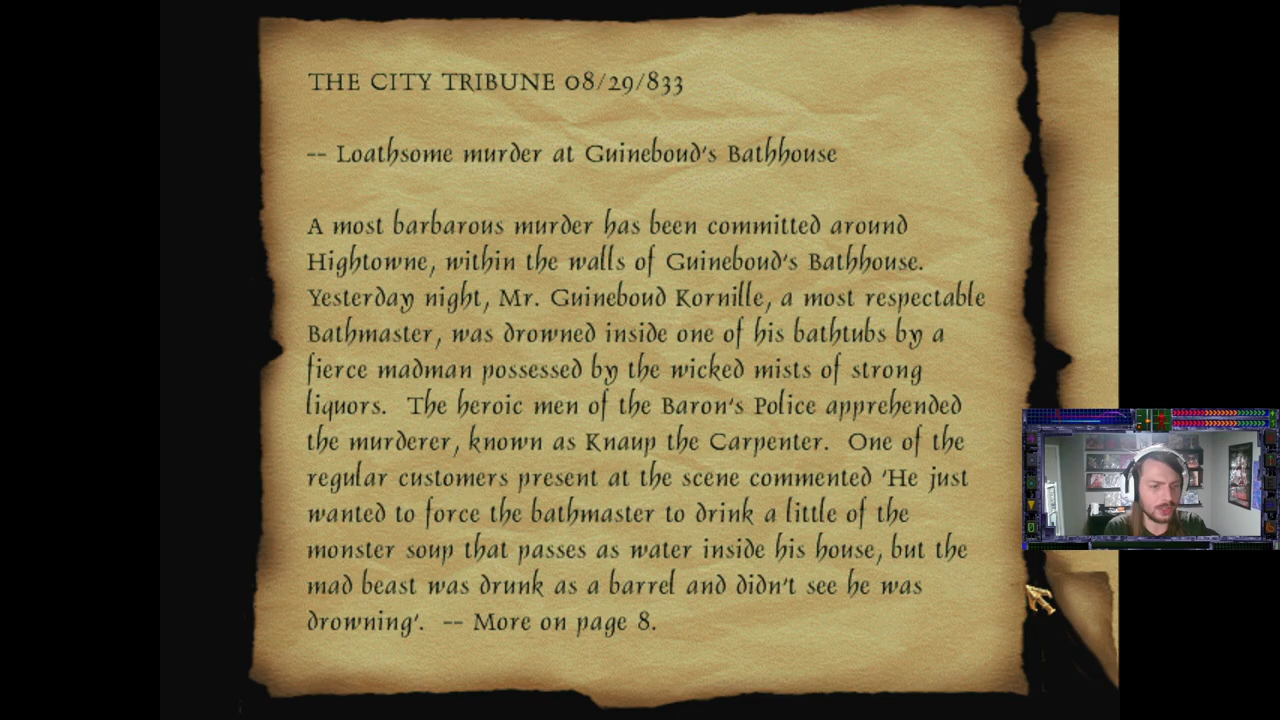 THE CITY TRIBUNE 08/29/833
-- Loathsome murder at Guineboud's Bathhouse
A most barbarous murder has been committed around
Hightowne, within the walls of Guineboud's Bathhouse.
Yesterday night, Mr. Guineboud Kornille, a most respectable
Bathmaster, was drowned inside one of his bathtubs by a
fierce madman possessed by the wicked mists of strong
liquors.  The heroic men of the Baron's Police apprehended
the murderer, known as Knaup the Carpenter.  One of the
regular customers present at the scene commented 'He just
wanted to force the bathmaster to drink a little of the
monster soup that passes as water inside his house, but the
mad beast was drunk as a barrel and didn't see he was
drowning'.  -- More on page 8.